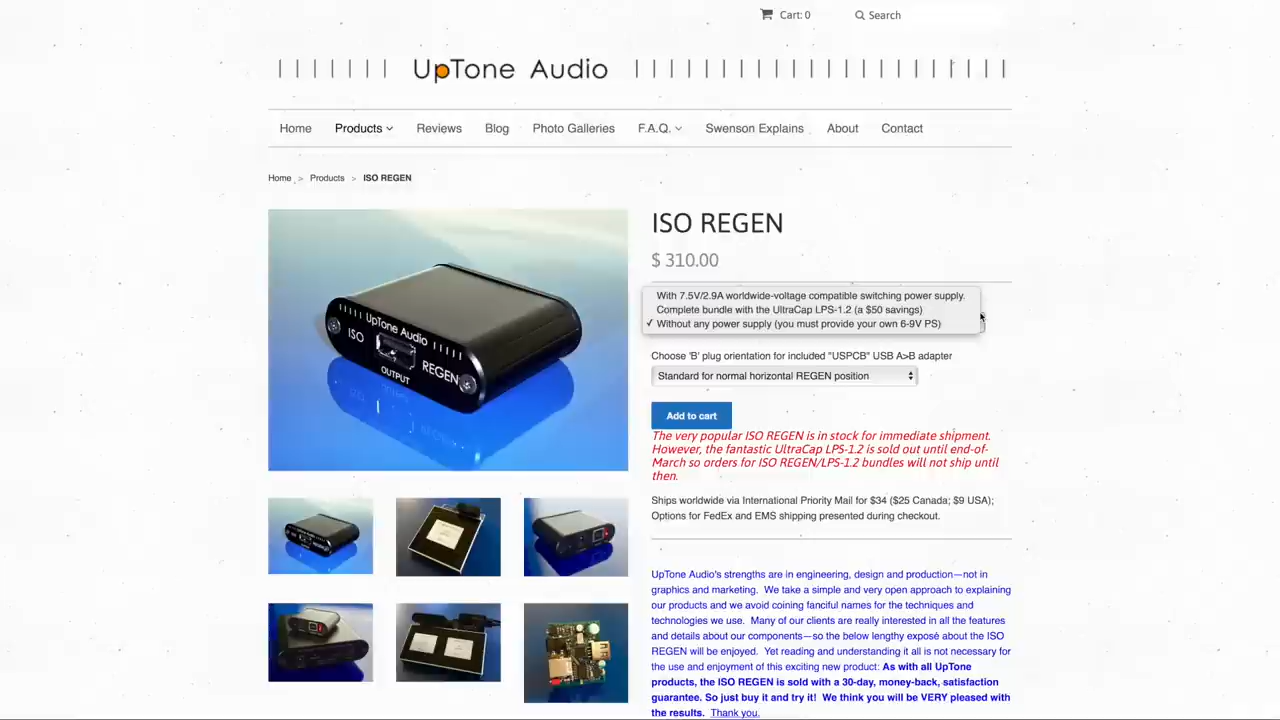 Cart: 0
Search
UpTone Audio
Home
Products
Reviews
Blog
Photo Galleries
F.A.Q.
Swenson Explains
About
Contact
Home > Products > ISO REGEN
UpTone Audio
ISO
REGEN
OUTPUT
ISO REGEN
$ 310.00
With 7.5V/2.9A worldwide-voltage compatible switching power supply.
Complete bundle with the UltraCap LPS-1.2 (a $50 savings)
✓ Without any power supply (you must provide your own 6-9V PS)
Choose 'B' plug orientation for included "USPCB" USB A>B adapter
Standard for normal horizontal REGEN position
Add to cart
The very popular ISO REGEN is in stock for immediate shipment.
However, the fantastic UltraCap LPS-1.2 is sold out until end-of-
March so orders for ISO REGEN/LPS-1.2 bundles will not ship until
then.
Ships worldwide via International Priority Mail for $34 ($25 Canada; $9 USA);
Options for FedEx and EMS shipping presented during checkout.
UpTone Audio's strengths are in engineering, design and production—not in
graphics and marketing. We take a simple and very open approach to explaining
our products and we avoid coining fanciful names for the techniques and
technologies we use. Many of our clients are really interested in all the features
and details about our components—so the below lengthy exposé about the ISO
REGEN will be enjoyed. Yet reading and understanding it all is not necessary for
the use and enjoyment of this exciting new product: As with all UpTone
products, the ISO REGEN is sold with a 30-day, money-back, satisfaction
guarantee. So just buy it and try it! We think you will be VERY pleased with
the results. Thank you.